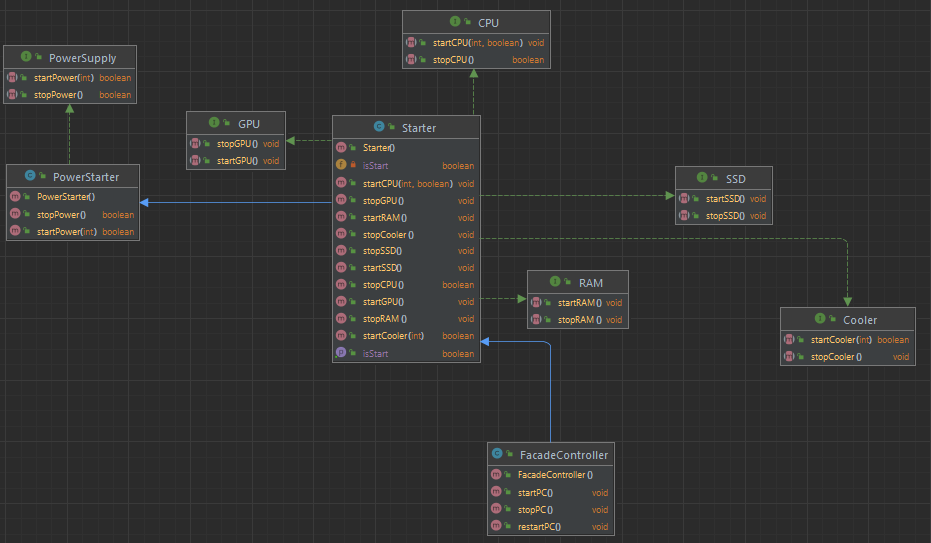 CPU
startCPU(int, boolean) void
stopCPU() boolean
PowerSupply
startPower(int) boolean
stopPower() boolean
GPU
stopGPU() void
startGPU() void
Starter
Starter()
isStart boolean
startCPU(int, boolean) void
stopGPU() void
startRAM() void
stopCooler() void
stopSSD() void
startSSD() void
stopCPU() boolean
startGPU() void
stopRAM() void
startCooler(int) boolean
isStart boolean
PowerStarter
PowerStarter()
stopPower() boolean
startPower(int) boolean
SSD
startSSD() void
stopSSD() void
RAM
startRAM() void
stopRAM() void
Cooler
startCooler(int) boolean
stopCooler() void
FacadeController
FacadeController()
startPC() void
stopPC() void
restartPC() void